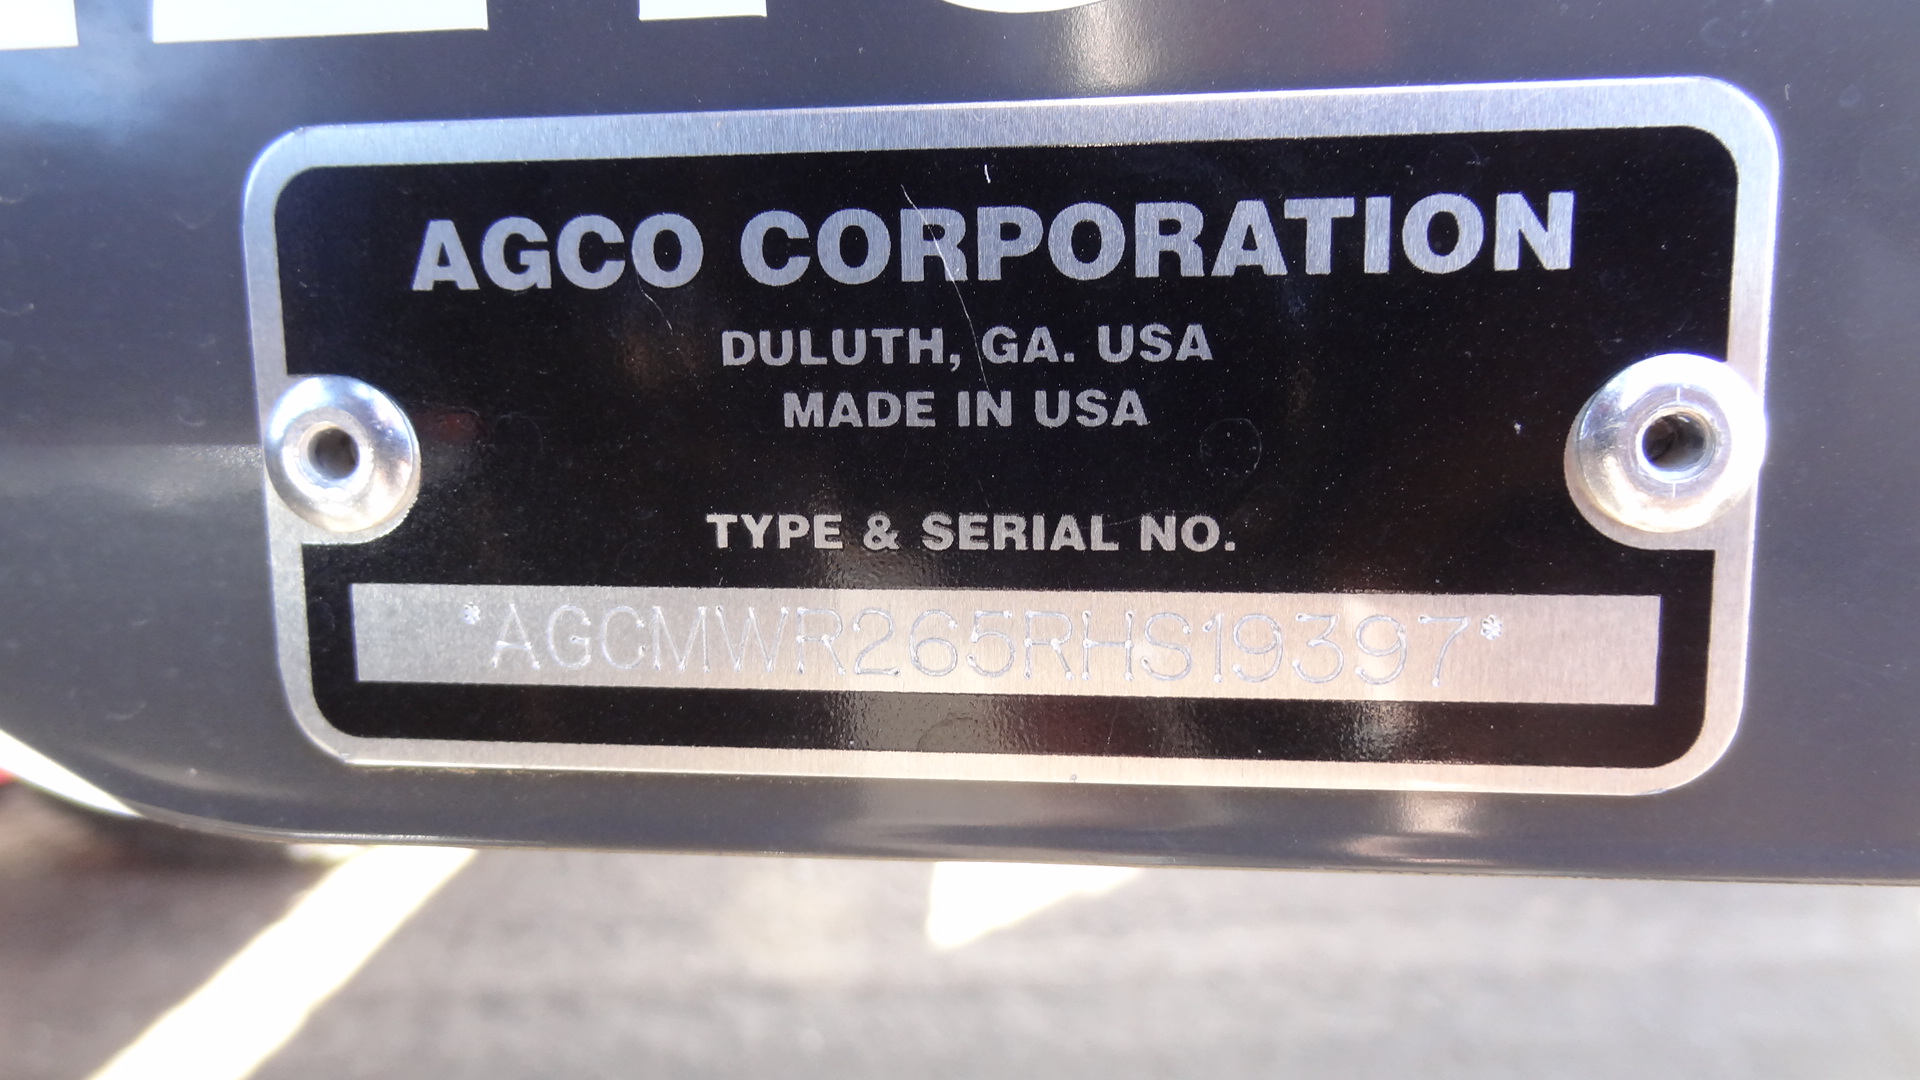 AGCO CORPORATION
DULUTH, GA. USA
MADE IN USA
TYPE & SERIAL NO.
*AGCMWR265RHS19397*